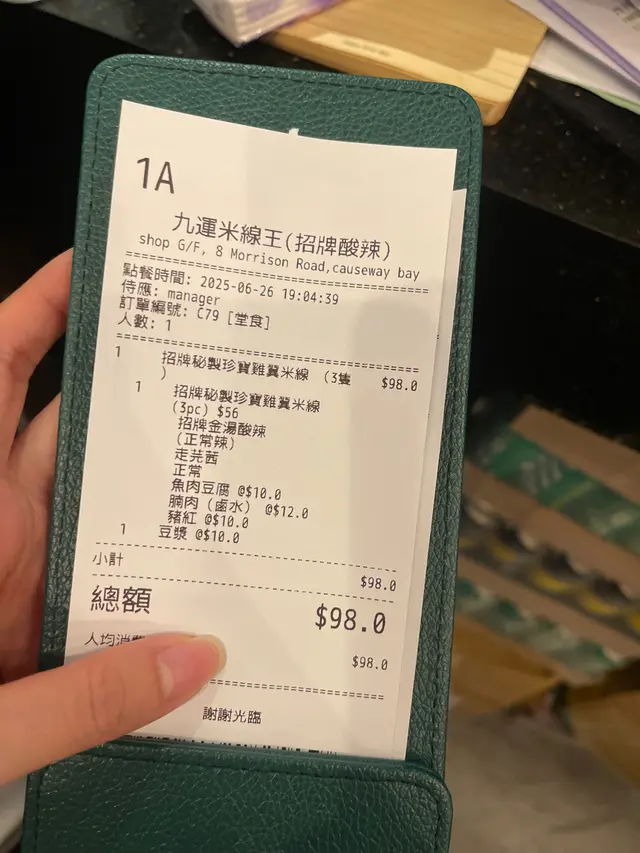 1A
九運米線王(招牌酸辣)
shop G/F, 8 Morrison Road,causeway bay
點餐時間: 2025-06-26 19:04:39
侍應: manager
訂單編號: C79 [堂食]
人數: 1
1 招牌秘製珍寶雞翼米線 (3隻) $98.0
1 招牌秘製珍寶雞翼米線
(3pc) $56
招牌金湯酸辣
(正常辣)
走芫茜
正常
魚肉豆腐 @$10.0
腩肉 (鹵水) @$12.0
豬紅 @$10.0
1 豆漿 @$10.0
小計 $98.0
總額 $98.0
人均消 $98.0
謝謝光臨